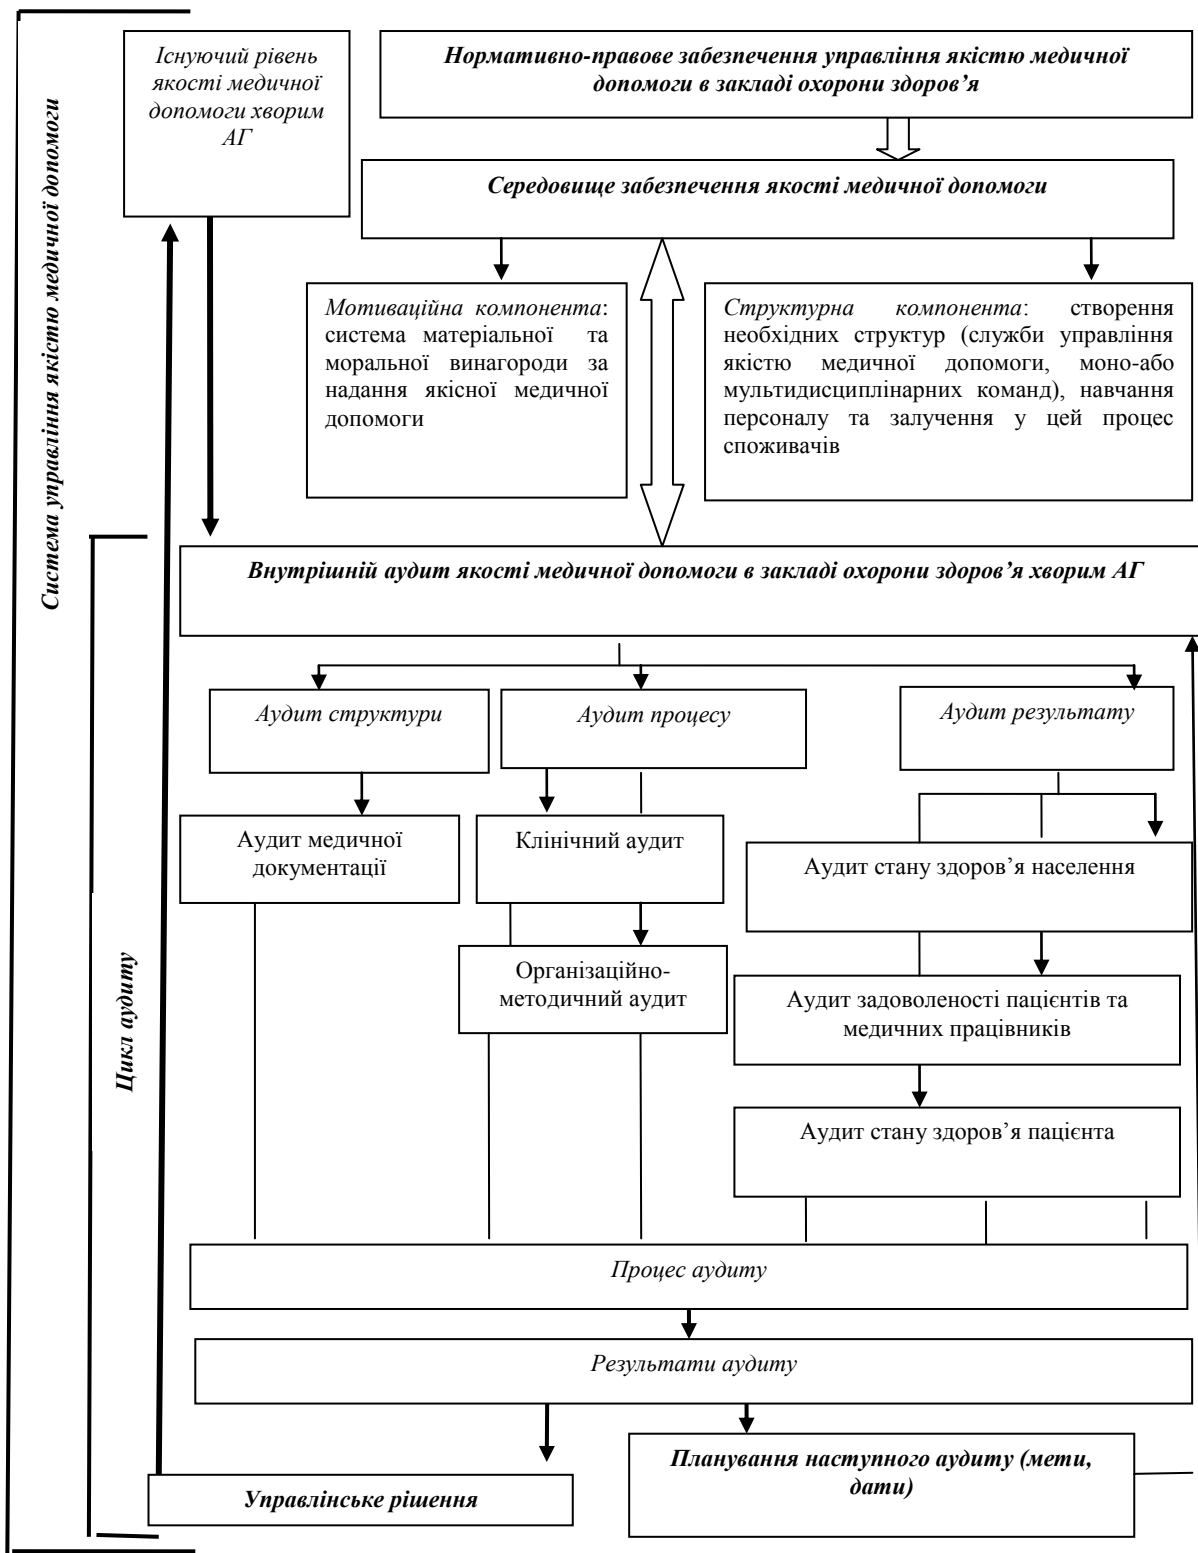 Система управління якістю медичної допомоги
Існуючий рівень
якості медичної
допомоги хворим
АГ
Нормативно-правове забезпечення управління якістю медичної
допомоги в закладі охорони здоров’я
Середовище забезпечення якості медичної допомоги
Мотиваційна компонента:
система матеріальної та
моральної винагороди за
надання якісної медичної
допомоги
Структурна компонента: створення
необхідних структур (служби управління
якістю медичної допомоги, моно-або
мультидисциплінарних команд), навчання
персоналу та залучення у цей процес
споживачів
Цикл аудиту
Внутрішній аудит якості медичної допомоги в закладі охорони здоров’я хворим АГ
Аудит структури
Аудит процесу
Аудит результату
Аудит медичної
документації
Клінічний аудит
Аудит стану здоров’я населення
Організаційно-
методичний аудит
Аудит задоволеності пацієнтів та
медичних працівників
Аудит стану здоров’я пацієнта
Процес аудиту
Результати аудиту
Управлінське рішення
Планування наступного аудиту (мети,
дати)